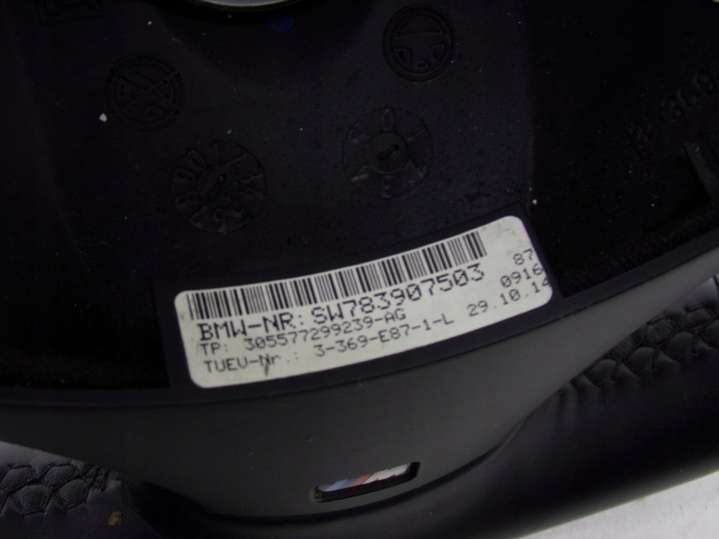 BMW-NR: SW783907503 87
TP: 305577299239-AG 0916
TUEV-Nr.: 3-369-E87-1-L 29.10.14